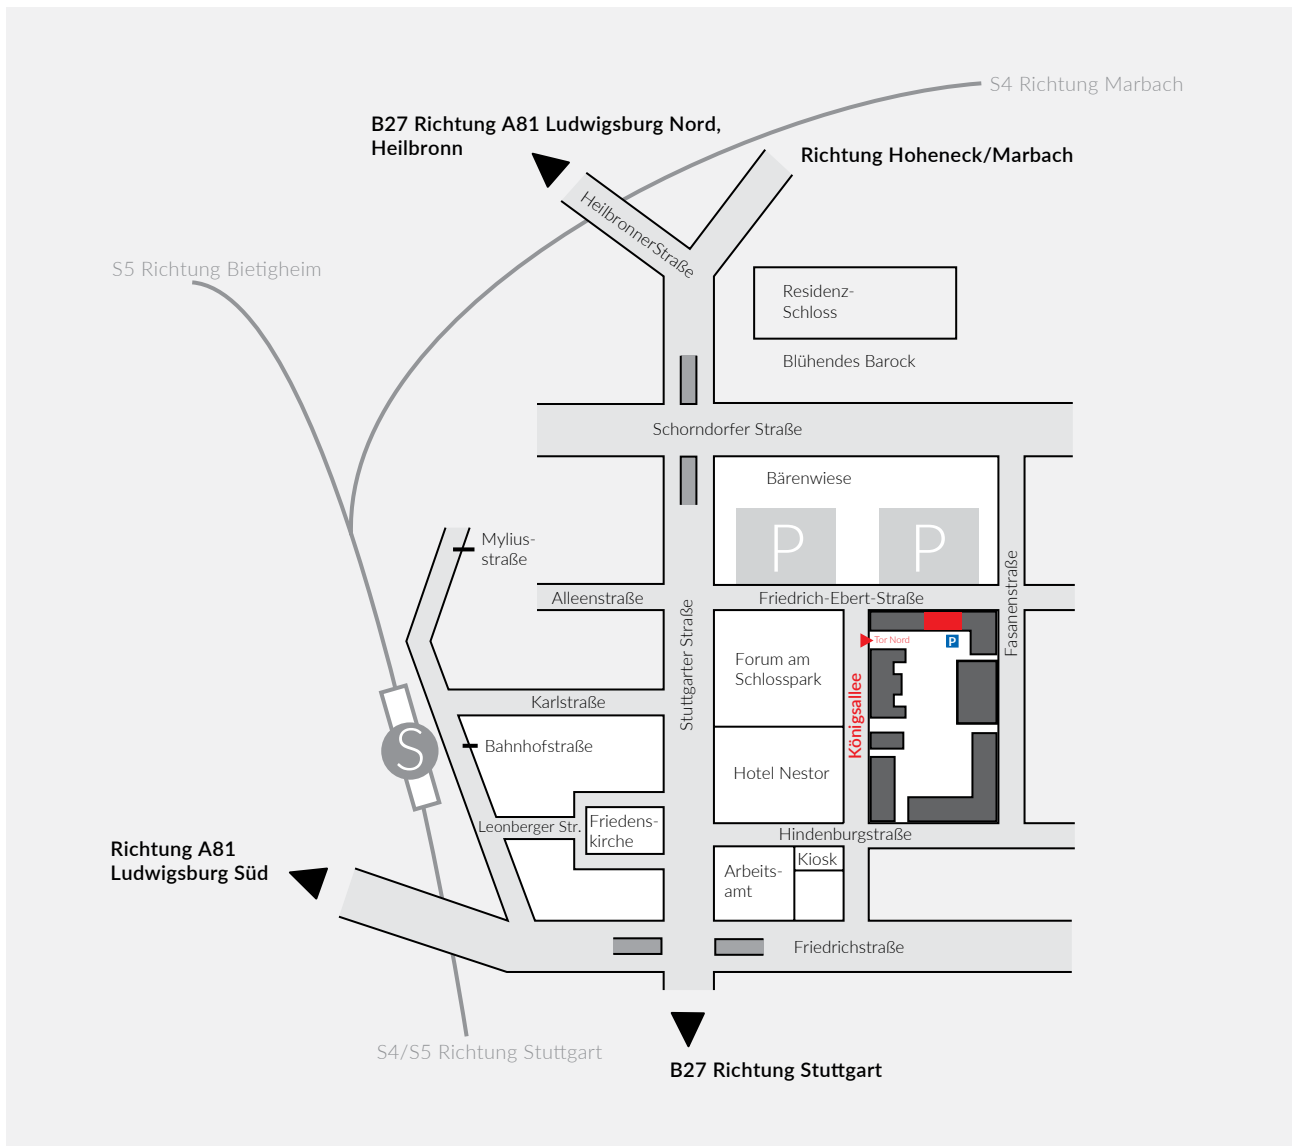 S4 Richtung Marbach
B27 Richtung A81 Ludwigsburg Nord,
Heilbronn
Richtung Hoheneck/Marbach
HeilbronnerStraße
S5 Richtung Bietigheim
Residenz-
Schloss
Blühendes Barock
Schorndorfer Straße
Bärenwiese
P
P
Mylius-
straße
Alleenstraße
Friedrich-Ebert-Straße
Fasanenstraße
Stuttgarter Straße
Tor Nord
P
Forum am
Schlosspark
Königsallee
Karlstraße
S
Bahnhofstraße
Hotel Nestor
Leonberger Str.
Friedens-
kirche
Hindenburgstraße
Kiosk
Arbeits-
amt
Richtung A81
Ludwigsburg Süd
Friedrichstraße
S4/S5 Richtung Stuttgart
B27 Richtung Stuttgart